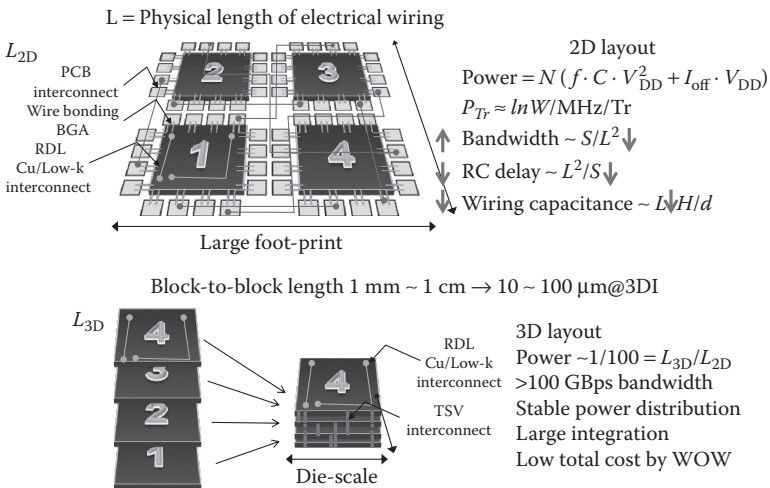 L = Physical length of electrical wiring
L2D
PCB
interconnect
Wire bonding
BGA
RDL
Cu/Low-k
interconnect
2
3
1
4
Large foot-print
2D layout
Power = N (f · C · V²DD + Ioff · VDD)
PTr ≈ lnW/MHz/Tr
Bandwidth ~ S/L²
RC delay ~ L²/S
Wiring capacitance ~ L H/d
Block-to-block length 1 mm ~ 1 cm → 10 ~ 100 μm@3DI
L3D
4
3
2
1
4
Die-scale
RDL
Cu/Low-k
interconnect
TSV
interconnect
3D layout
Power ~1/100 = L3D/L2D
>100 GBps bandwidth
Stable power distribution
Large integration
Low total cost by WOW